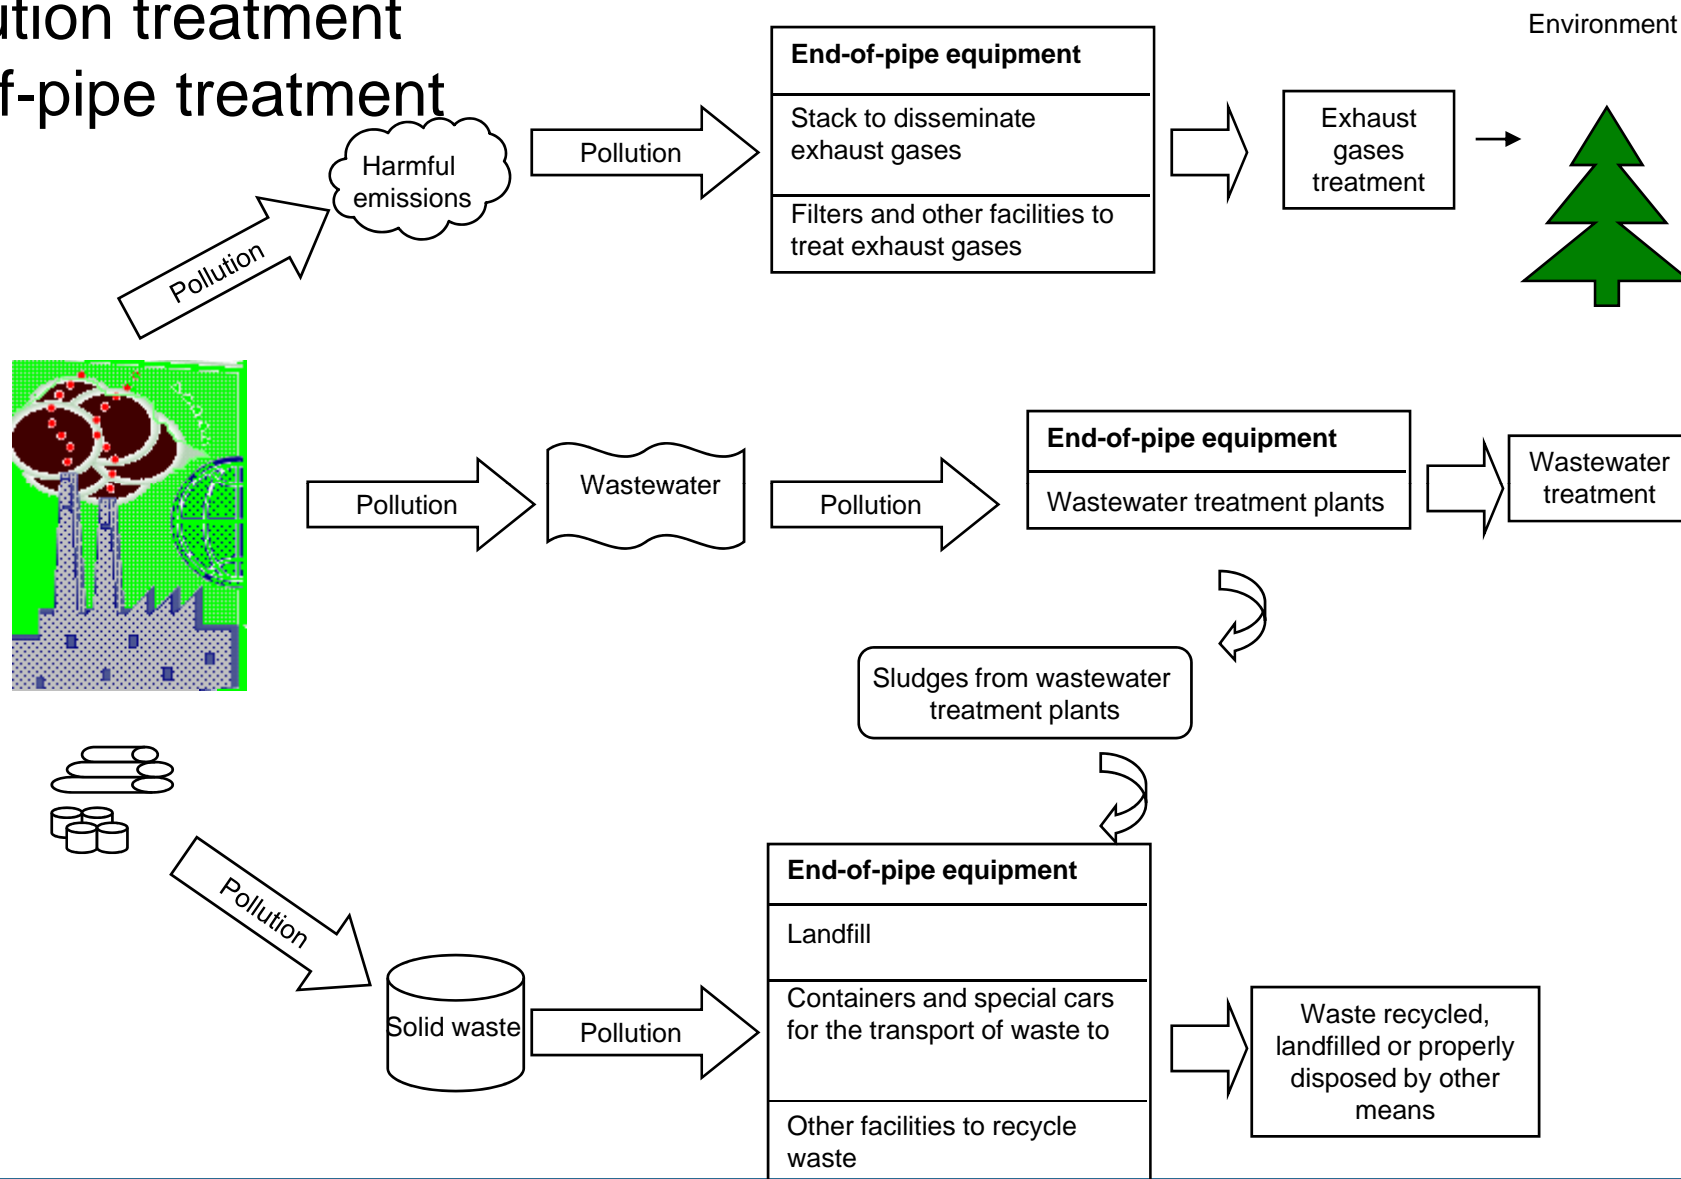 ution treatment
f-pipe treatment
Environment
Harmful
emissions
Pollution
Pollution
End-of-pipe equipment
Stack to disseminate
exhaust gases
Filters and other facilities to
treat exhaust gases
Exhaust
gases
treatment
Pollution
Wastewater
Pollution
End-of-pipe equipment
Wastewater treatment plants
Wastewater
treatment
Sludges from wastewater
treatment plants
Pollution
Solid waste
Pollution
End-of-pipe equipment
Landfill
Containers and special cars
for the transport of waste to
Other facilities to recycle
waste
Waste recycled,
landfilled or properly
disposed by other
means